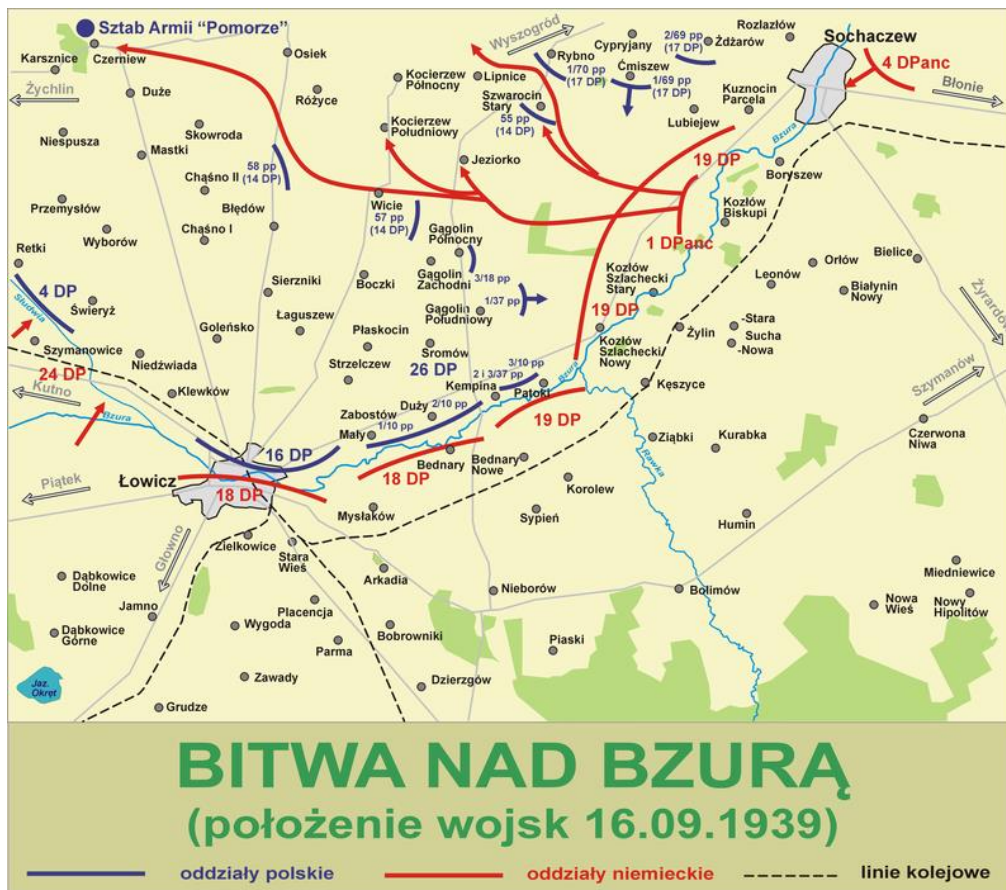 Sztab Armii “Pomorze”
Karsznice
Czerniew
Osiek
Żychlin
Duże
Różyce
Kocierzew
Północny
Lipnice
Wyszogród
Rybno
1/70 pp
(17 DP)
Cypryjany
Ćmiszew
1/69 pp
(17 DP)
2/69 pp
(17 DP)
Żdżarów
Rozlazłów
Sochaczew
4 DPanc
Błonie
Niespusza
Skowroda
Mastki
Kocierzew
Południowy
Szwarocin
Stary
55 pp
(14 DP)
Kuznocin
Parcela
Lubiejew
Bzura
58 pp
(14 DP)
Chąśno II
Jeziorko
19 DP
Boryszew
Przemysłów
Błędów
Wicie
57 pp
(14 DP)
Kozłów
Biskupi
Wyborów
Chąśno I
Gągolin
Północny
1 DPanc
Retki
4 DP
Słudwia
Świeryż
Sierzniki
Boczki
Gągolin
Zachodni
3/18 pp
1/37 pp
Kozłów
Szlachecki
Stary
Leonów
Orłów
Bielice
Białynin
Nowy
Żyrardów
Łaguszew
Gągolin
Południowy
19 DP
Goleńsko
Płaskocin
Kozłów
Szlachecki
Nowy
Żylin
-Stara
Sucha
-Nowa
Szymanowice
Niedźwiada
Sromów
24 DP
Strzelczew
26 DP
3/10 pp
Kempina
2 i 3/37 pp
Patoki
Bzura
Kęszyce
Szymanów
Kutno
Klewków
Bzura
Zabostów
Duży
2/10 pp
1/10 pp
Mały
19 DP
Czerwona
Niwa
16 DP
Ziąbki
Kurabka
Bednary
Bednary
Nowe
Rawka
Piątek
Łowicz
18 DP
18 DP
Korolew
Mysłaków
Sypień
Humin
Głowno
Zielkowice
Stara
Wieś
Arkadia
Nieborów
Bolimów
Miedniewice
Dąbkowice
Dolne
Jamno
Placencja
Nowa
Wieś
Nowy
Hipolitów
Dąbkowice
Górne
Wygoda
Bobrowniki
Parma
Piaski
Jaz.
Okręt
Zawady
Dzierzgów
Grudze
BITWA NAD BZURĄ
(położenie wojsk 16.09.1939)
oddziały polskie
oddziały niemieckie
linie kolejowe